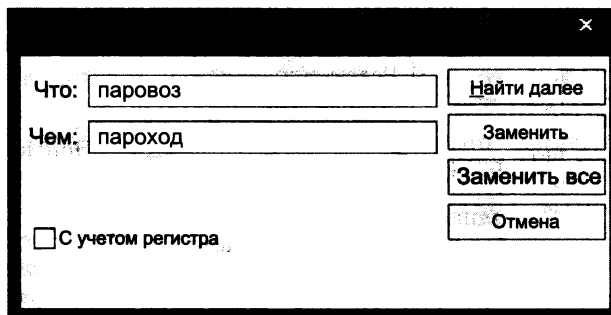 ×
Что: паровоз
Найти далее
Чем: пароход
Заменить
Заменить все
Отмена
С учетом регистра